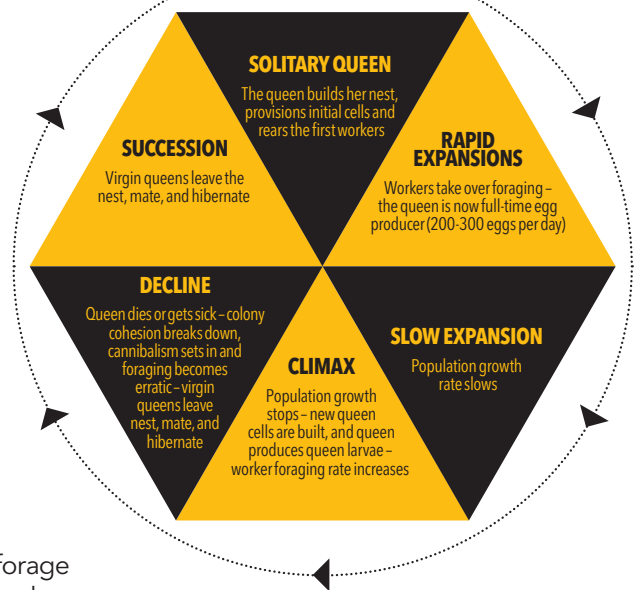 SOLITARY QUEEN
The queen builds her nest,
provisions initial cells and
rears the first workers
RAPID
EXPANSIONS
Workers take over foraging –
the queen is now full-time egg
producer (200-300 eggs per day)
SLOW EXPANSION
Population growth
rate slows
CLIMAX
Population growth
stops – new queen
cells are built, and queen
produces queen larvae –
worker foraging rate increases
DECLINE
Queen dies or gets sick – colony
cohesion breaks down,
cannibalism sets in and
foraging becomes
erratic – virgin
queens leave
nest, mate, and
hibernate
SUCCESSION
Virgin queens leave the
nest, mate, and hibernate
forage